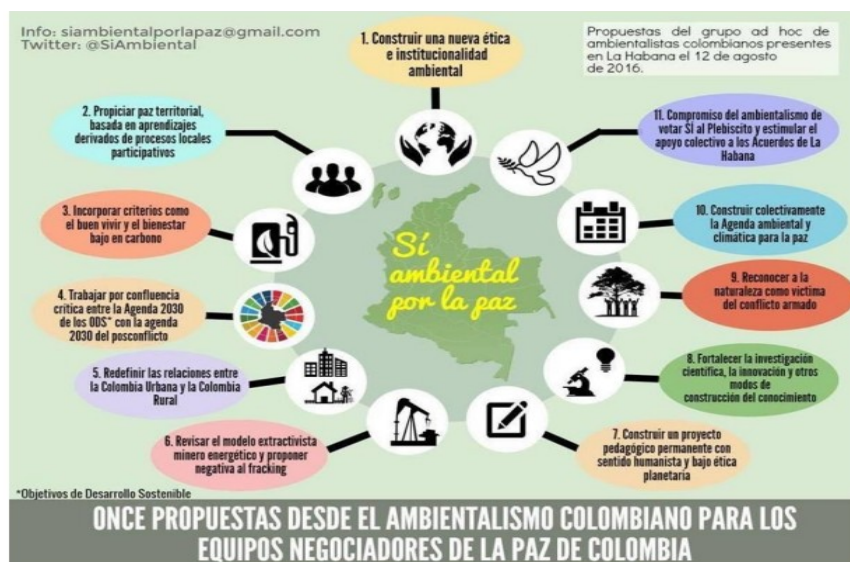 Info: siambientalporlapaz@gmail.com
Twitter: @SiAmbiental
Propuestas del grupo ad hoc de
ambientalistas colombianos presentes
en La Habana el 12 de agosto
de 2016.
1. Construir una nueva ética
e institucionalidad
ambiental
2. Propiciar paz territorial,
basada en aprendizajes
derivados de procesos locales
participativos
3. Incorporar criterios como
el buen vivir y el bienestar
bajo en carbono
4. Trabajar por confluencia
critica entre la Agenda 2030
de los ODS* con la agenda
2030 del posconflicto
5. Redefinir las relaciones entre
la Colombia Urbana y la Colombia
Rural
6. Revisar el modelo extractivista
minero energético y proponer
negativa al fracking
7. Construir un proyecto
pedagógico permanente con
sentido humanista y bajo ética
planetaria
8. Fortalecer la investigación
científica, la innovación y otros
modos de
construcción del conocimiento
9. Reconocer a la
naturaleza como víctima
del conflicto armado
10. Construir colectivamente
la Agenda ambiental y
climática para la paz
11. Compromiso del ambientalismo de
votar SÍ al Plebiscito y estimular el
apoyo colectivo a los Acuerdos de La
Habana
Sí
ambiental
por la paz
*Objetivos de Desarrollo Sostenible
ONCE PROPUESTAS DESDE EL AMBIENTALISMO COLOMBIANO PARA LOS
EQUIPOS NEGOCIADORES DE LA PAZ DE COLOMBIA